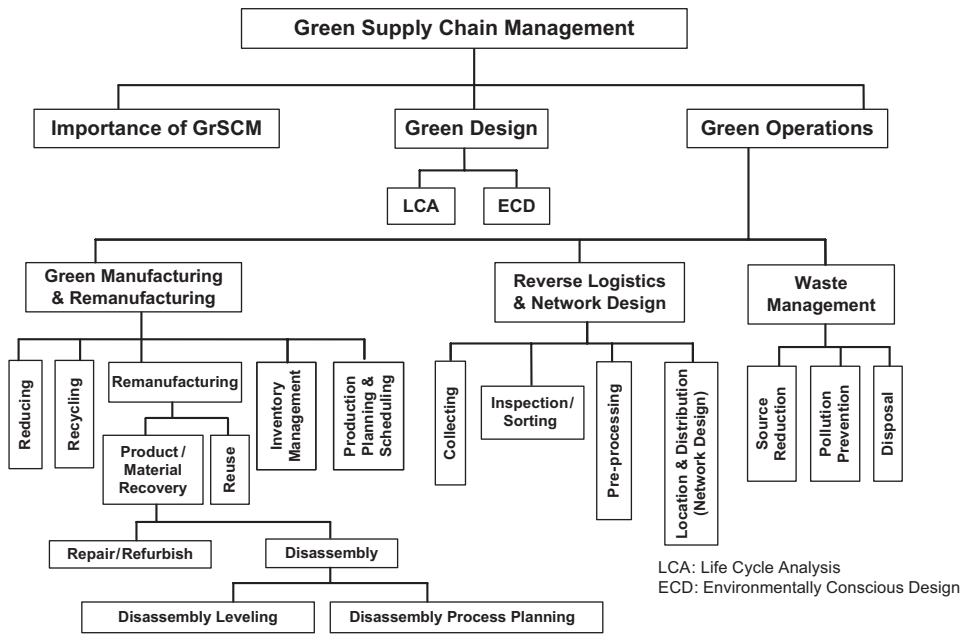 Green Supply Chain Management
Importance of GrSCM
Green Design
Green Operations
LCA
ECD
Green Manufacturing
& Remanufacturing
Reverse Logistics
& Network Design
Waste
Management
Reducing
Recycling
Remanufacturing
Inventory
Management
Production
Planning &
Scheduling
Collecting
Inspection/
Sorting
Pre-processing
Location & Distribution
(Network Design)
Source
Reduction
Pollution
Prevention
Disposal
Product /
Material
Recovery
Reuse
Repair/Refurbish
Disassembly
Disassembly Leveling
Disassembly Process Planning
LCA: Life Cycle Analysis
ECD: Environmentally Conscious Design